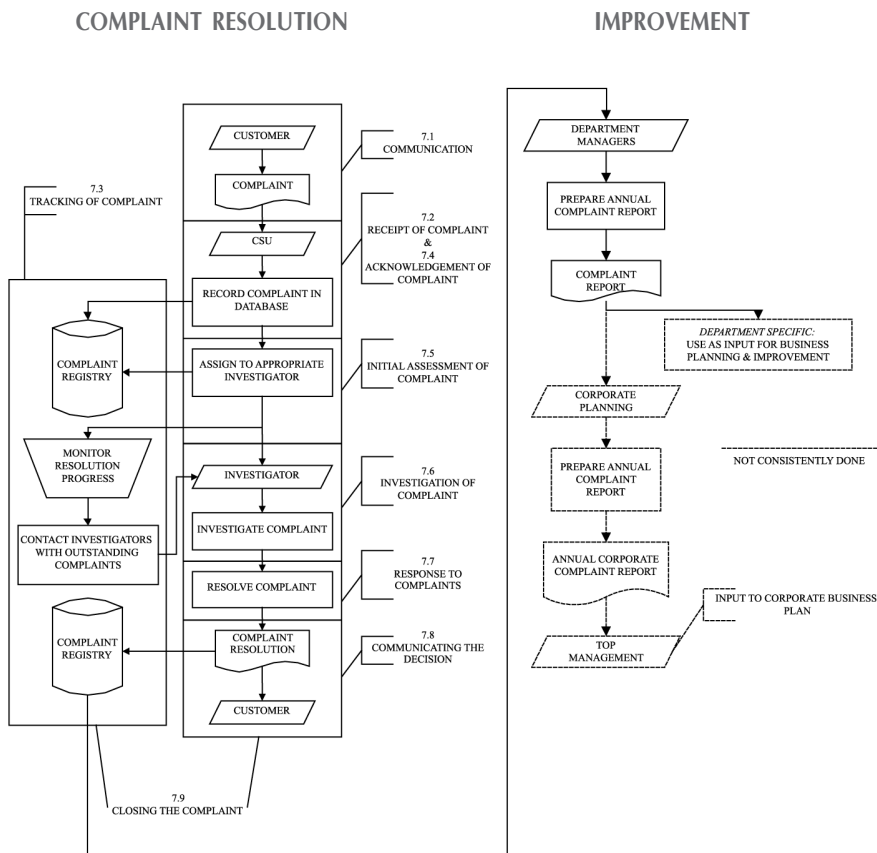 COMPLAINT RESOLUTION
IMPROVEMENT
CUSTOMER
COMPLAINT
7.1
COMMUNICATION
7.3
TRACKING OF COMPLAINT
CSU
RECORD COMPLAINT IN
DATABASE
7.2
RECEIPT OF COMPLAINT
&
7.4
ACKNOWLEDGEMENT OF
COMPLAINT
COMPLAINT
REGISTRY
ASSIGN TO APPROPRIATE
INVESTIGATOR
7.5
INITIAL ASSESSMENT OF
COMPLAINT
MONITOR
RESOLUTION
PROGRESS
INVESTIGATOR
7.6
INVESTIGATION OF
COMPLAINT
CONTACT INVESTIGATORS
WITH OUTSTANDING
COMPLAINTS
INVESTIGATE COMPLAINT
RESOLVE COMPLAINT
7.7
RESPONSE TO
COMPLAINTS
COMPLAINT
REGISTRY
COMPLAINT
RESOLUTION
7.8
COMMUNICATING THE
DECISION
CUSTOMER
7.9
CLOSING THE COMPLAINT
DEPARTMENT
MANAGERS
PREPARE ANNUAL
COMPLAINT REPORT
COMPLAINT
REPORT
DEPARTMENT SPECIFIC:
USE AS INPUT FOR BUSINESS
PLANNING & IMPROVEMENT
CORPORATE
PLANNING
PREPARE ANNUAL
COMPLAINT
REPORT
NOT CONSISTENTLY DONE
ANNUAL CORPORATE
COMPLAINT REPORT
INPUT TO CORPORATE BUSINESS
PLAN
TOP
MANAGEMENT